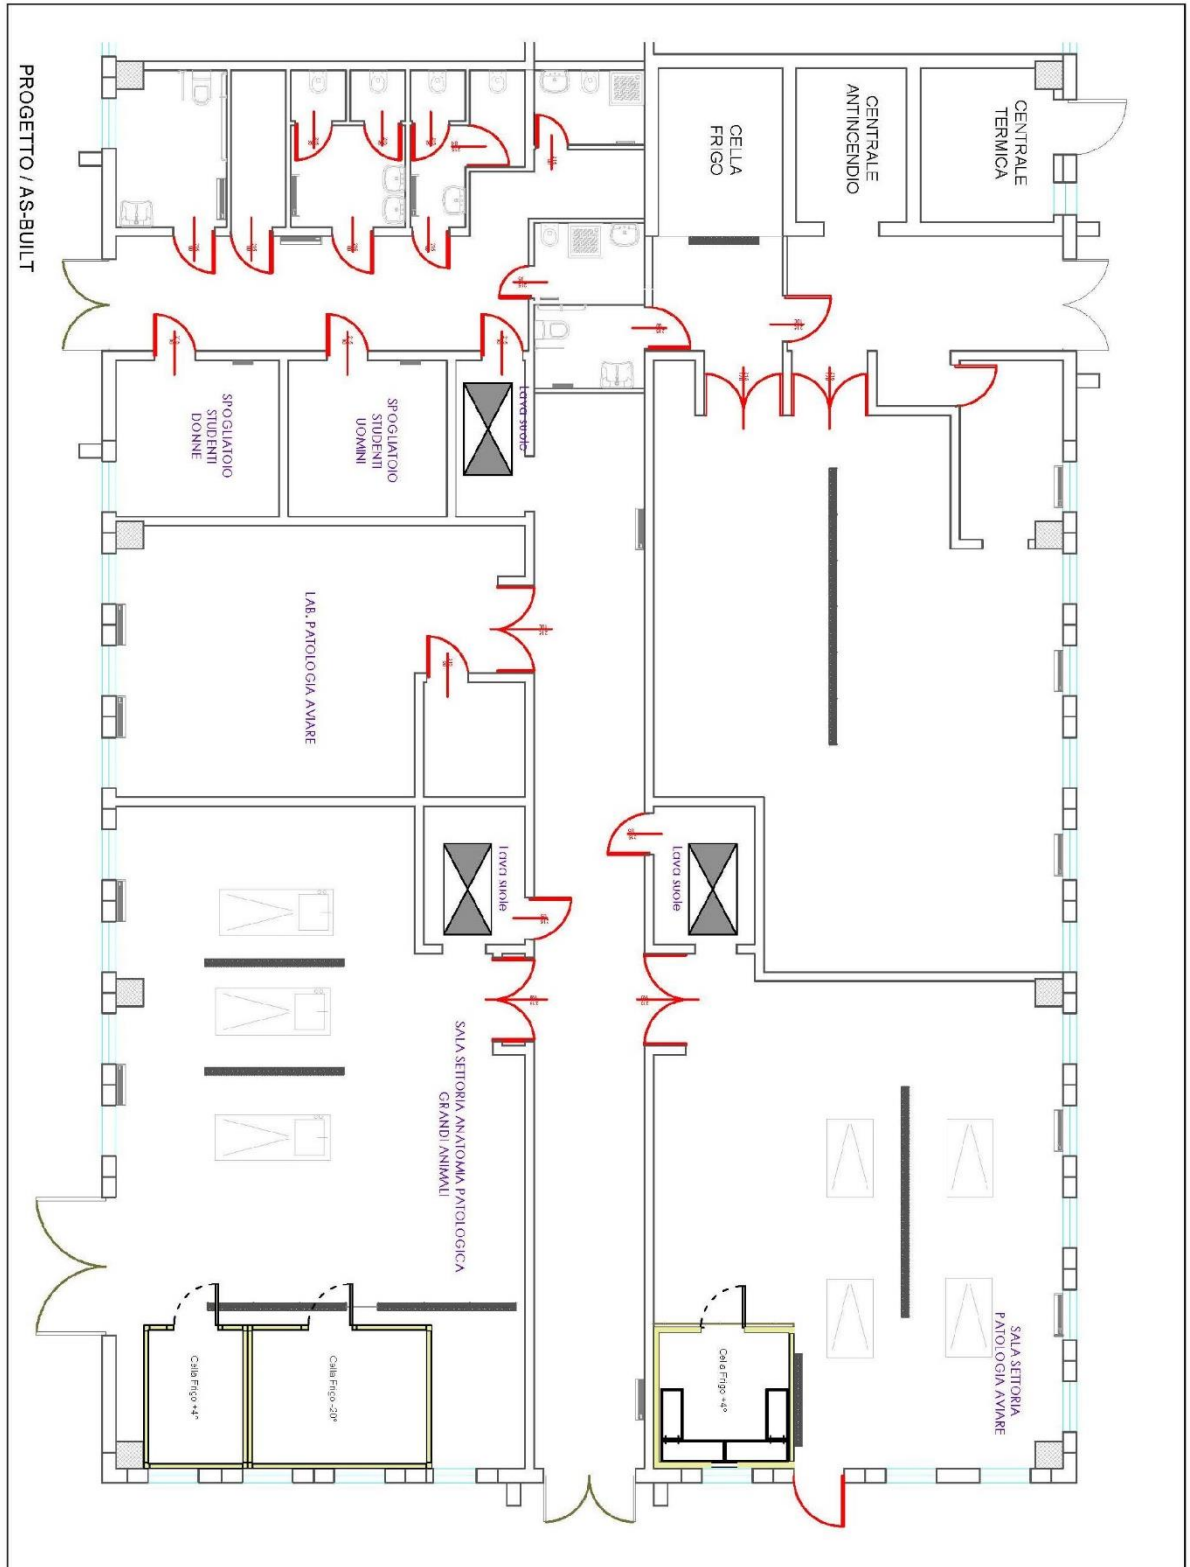 PROGETTO / AS-BUILT
CENTRALE
TERMICA
CENTRALE
ANTINCENDIO
CELLA
FRIGO
Lava suole
SPOGLIATOIO
STUDENTI
UOMINI
SPOGLIATOIO
STUDENTI
DONNE
LAB. PATOLOGIA AVIARE
Lava suole
Lava suole
SALA SETTORIA ANATOMIA PATOLOGICA
GRANDI ANIMALI
SALA SETTORIA
PATOLOGIA AVIARE
Cella Frigo +4°
Cella Frigo -20°
Cella Frigo +4°